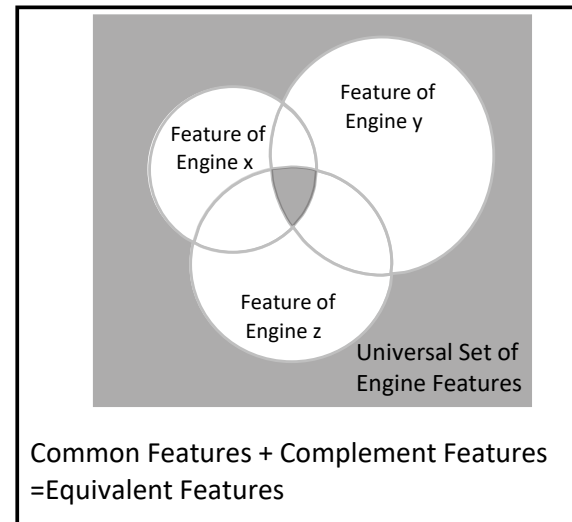 Feature of
Engine y
Feature of
Engine x
Feature of
Engine z
Universal Set of
Engine Features
Common Features + Complement Features
=Equivalent Features